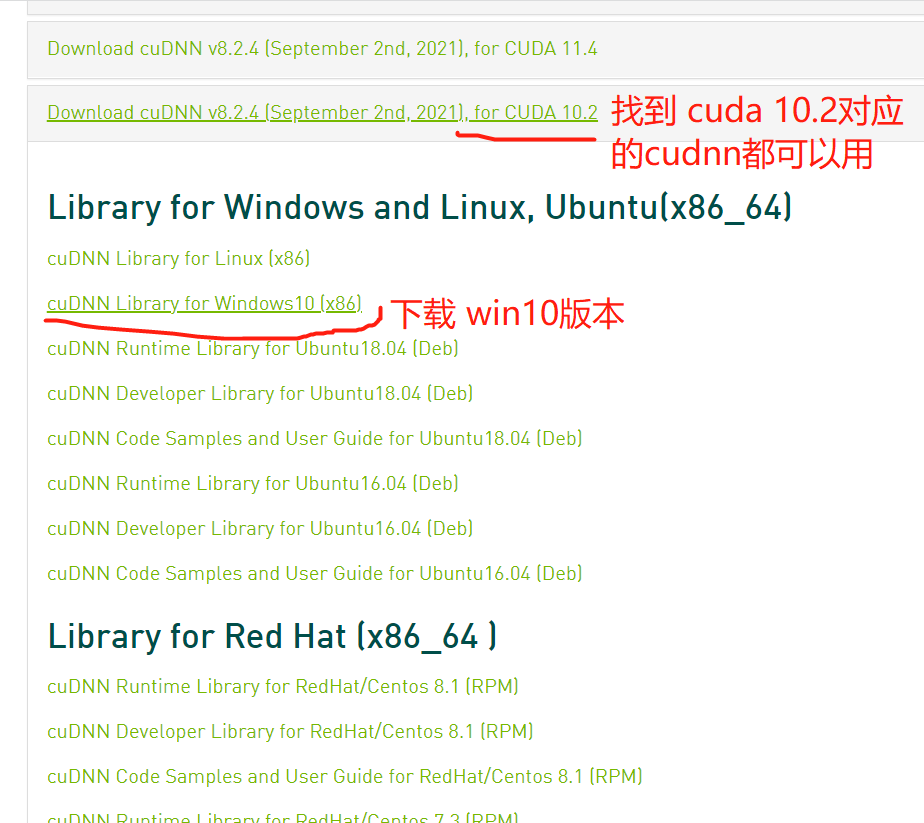 Download cuDNN v8.2.4 (September 2nd, 2021), for CUDA 11.4
Download cuDNN v8.2.4 (September 2nd, 2021), for CUDA 10.2
找到 cuda 10.2对应
的cudnn都可以用
Library for Windows and Linux, Ubuntu(x86_64)
cuDNN Library for Linux (x86)
cuDNN Library for Windows10 (x86)
下载 win10版本
cuDNN Runtime Library for Ubuntu18.04 (Deb)
cuDNN Developer Library for Ubuntu18.04 (Deb)
cuDNN Code Samples and User Guide for Ubuntu18.04 (Deb)
cuDNN Runtime Library for Ubuntu16.04 (Deb)
cuDNN Developer Library for Ubuntu16.04 (Deb)
cuDNN Code Samples and User Guide for Ubuntu16.04 (Deb)
Library for Red Hat (x86_64 )
cuDNN Runtime Library for RedHat/Centos 8.1 (RPM)
cuDNN Developer Library for RedHat/Centos 8.1 (RPM)
cuDNN Code Samples and User Guide for RedHat/Centos 8.1 (RPM)
cuDNN Runtime Library for RedHat/Centos 7.3 (RPM)